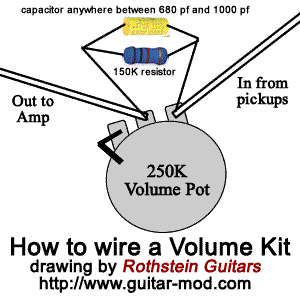 capacitor anywhere between 680 pf and 1000 pf
150K resistor
Out to
Amp
In from
pickups
250K
Volume Pot
How to wire a Volume Kit
drawing by Rothstein Guitars
http://www.guitar-mod.com